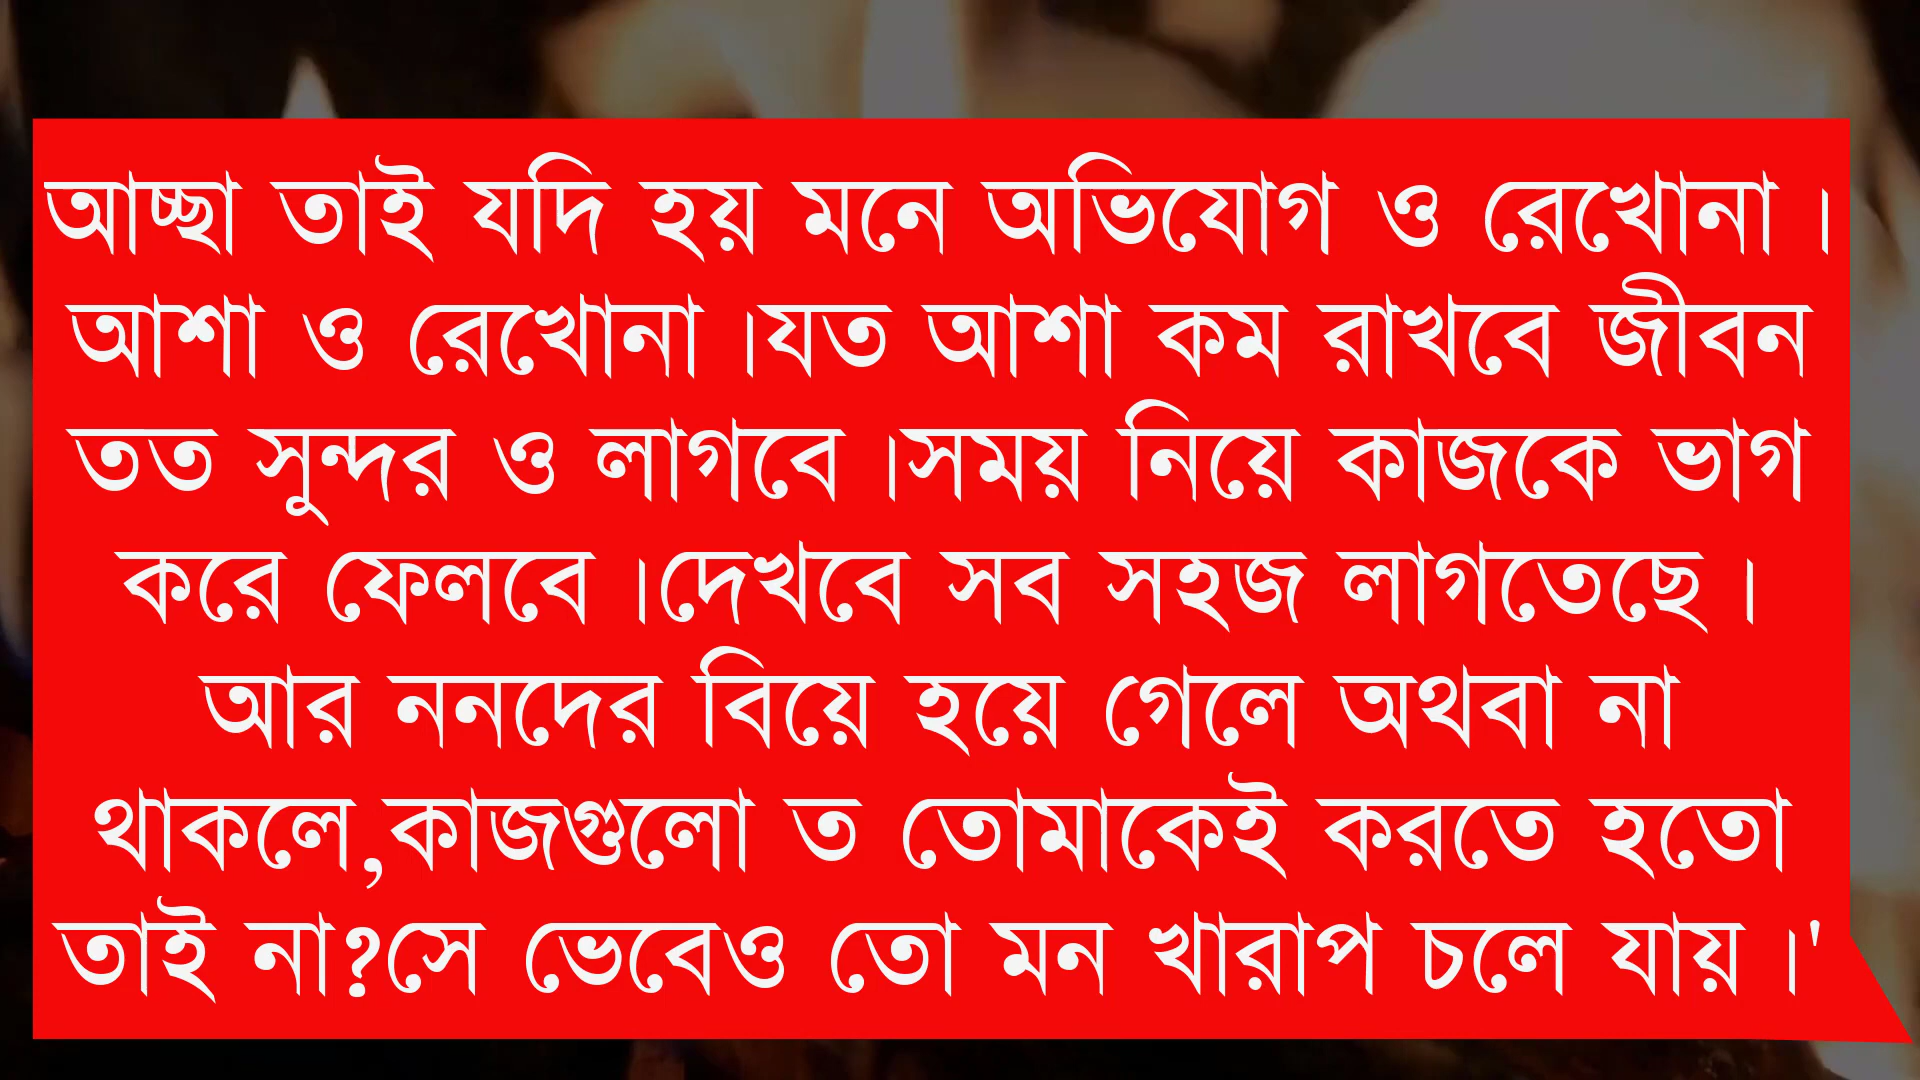 আচ্ছা তাই যদি হয় মনে অভিযোগ ও রেখোনা ।
আশা ও রেখোনা ।যত আশা কম রাখবে জীবন
তত সুন্দর ও লাগবে ।সময় নিয়ে কাজকে ভাগ
করে ফেলবে ।দেখবে সব সহজ লাগতেছে ।
আর ননদের বিয়ে হয়ে গেলে অথবা না
থাকলে,কাজগুলো ত তোমাকেই করতে হতো
তাই না?সে ভেবেও তো মন খারাপ চলে যায় ।'